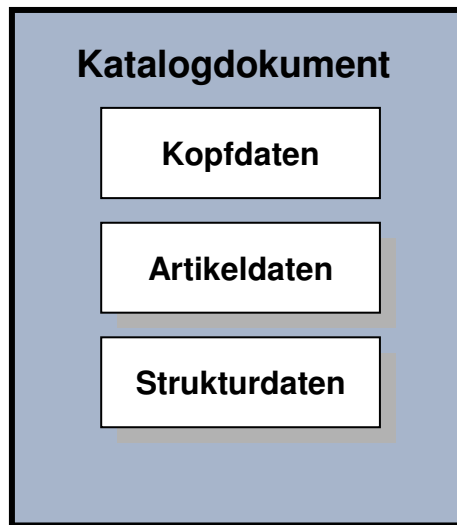 Katalogdokument
Kopfdaten
Artikeldaten
Strukturdaten